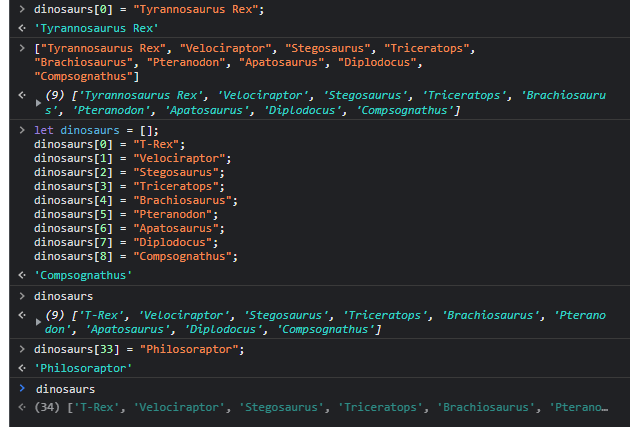 dinosaurs[0] = "Tyrannosaurus Rex";
'Tyrannosaurus Rex'
["Tyrannosaurus Rex", "Velociraptor", "Stegosaurus", "Triceratops",
"Brachiosaurus", "Pteranodon", "Apatosaurus", "Diplodocus",
"Compsognathus"]
(9) ['Tyrannosaurus Rex', 'Velociraptor', 'Stegosaurus', 'Triceratops', 'Brachiosauru
s', 'Pteranodon', 'Apatosaurus', 'Diplodocus', 'Compsognathus']
let dinosaurs = [];
dinosaurs[0] = "T-Rex";
dinosaurs[1] = "Velociraptor";
dinosaurs[2] = "Stegosaurus";
dinosaurs[3] = "Triceratops";
dinosaurs[4] = "Brachiosaurus";
dinosaurs[5] = "Pteranodon";
dinosaurs[6] = "Apatosaurus";
dinosaurs[7] = "Diplodocus";
dinosaurs[8] = "Compsognathus";
'Compsognathus'
dinosaurs
(9) ['T-Rex', 'Velociraptor', 'Stegosaurus', 'Triceratops', 'Brachiosaurus', 'Pterano
don', 'Apatosaurus', 'Diplodocus', 'Compsognathus']
dinosaurs[33] = "Philosoraptor";
'Philosoraptor'
dinosaurs
(34) ['T-Rex', 'Velociraptor', 'Stegosaurus', 'Triceratops', 'Brachiosaurus', 'Pterano…